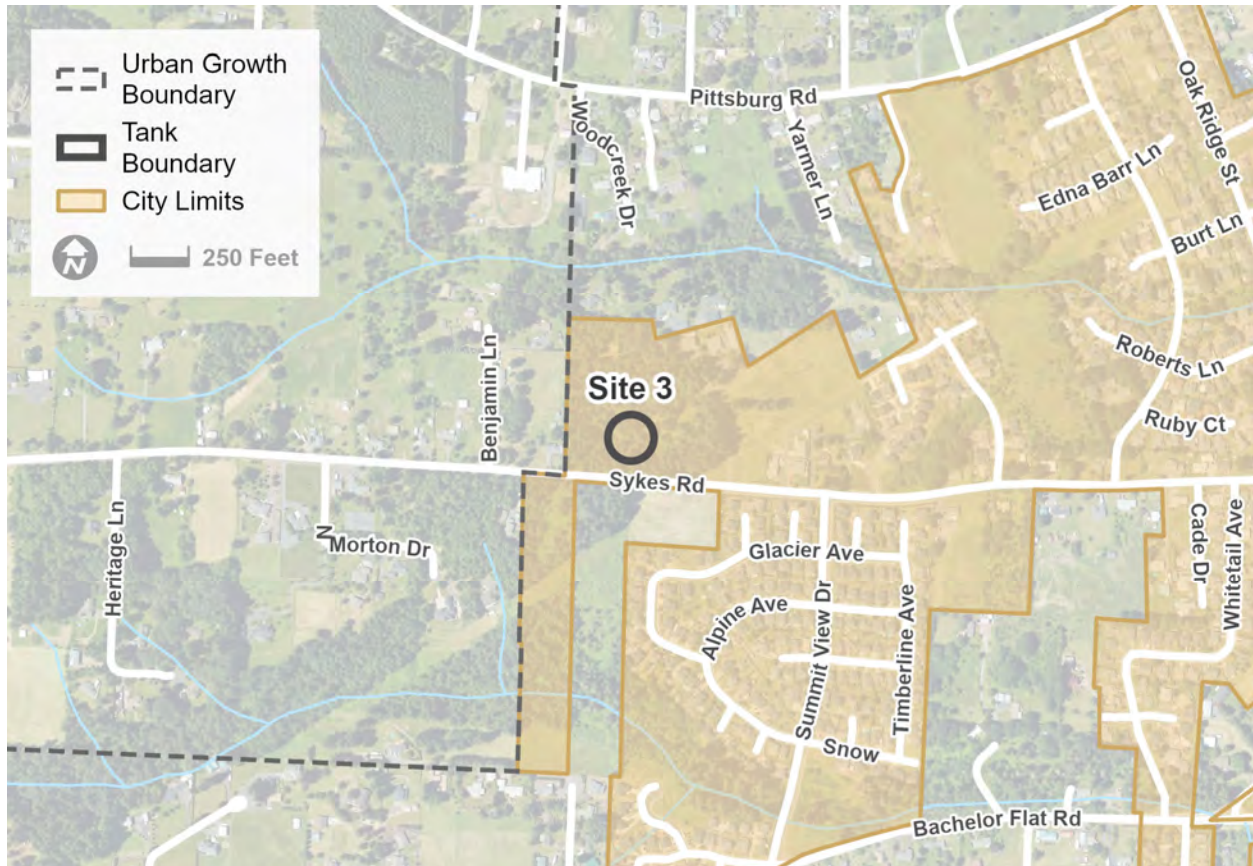 Urban Growth
Boundary
Tank
Boundary
City Limits
N
250 Feet
Pittsburg Rd
Woodcreek Dr
Yarmer Ln
Oak Ridge St
Edna Barr Ln
Burt Ln
Roberts Ln
Ruby Ct
Benjamin Ln
Site 3
Sykes Rd
Heritage Ln
N
Morton Dr
Glacier Ave
Alpine Ave
Summit View Dr
Timberline Ave
Snow
Cade Dr
Whitetail Ave
Bachelor Flat Rd